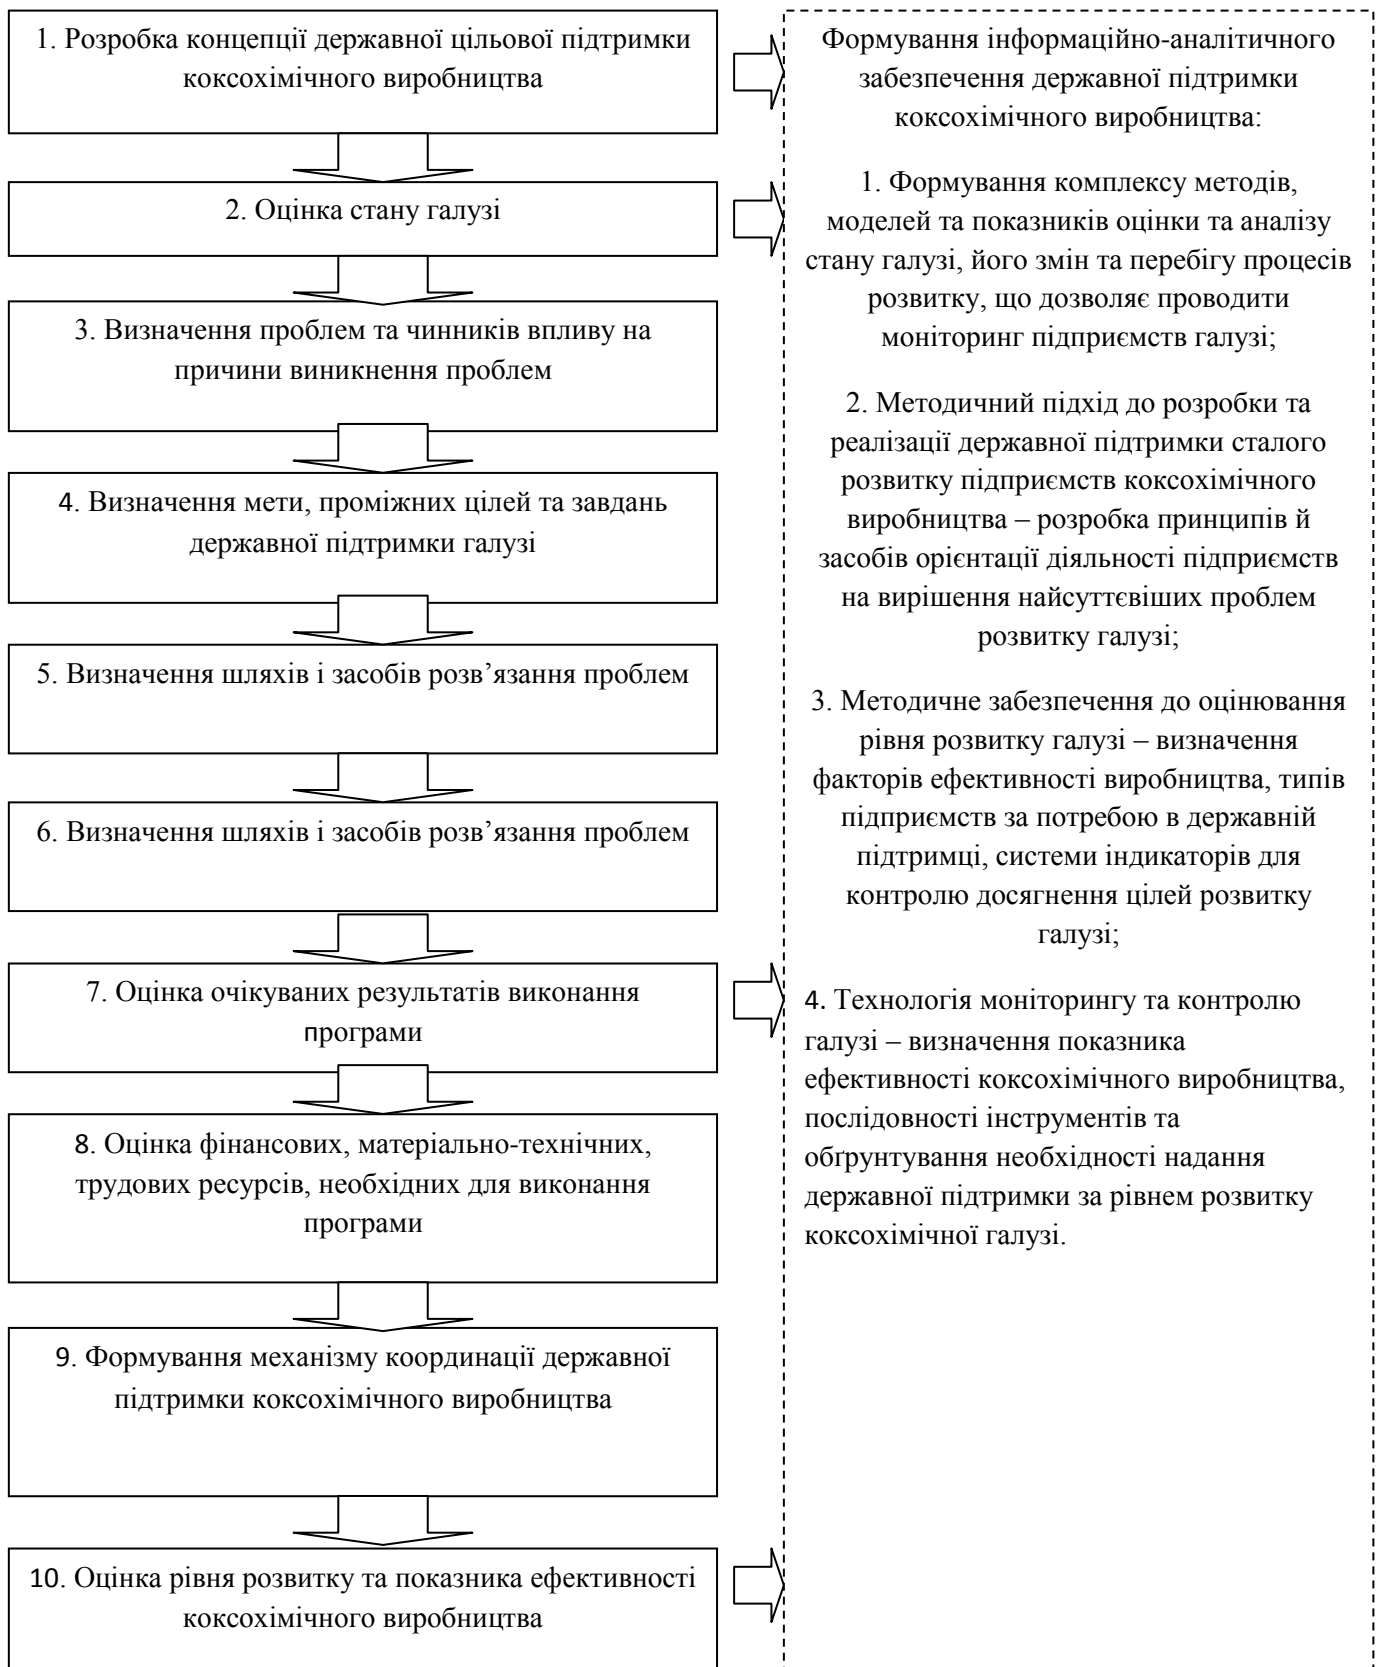 1. Розробка концепції державної цільової підтримки
коксохімічного виробництва
2. Оцінка стану галузі
3. Визначення проблем та чинників впливу на
причини виникнення проблем
4. Визначення мети, проміжних цілей та завдань
державної підтримки галузі
5. Визначення шляхів і засобів розв’язання проблем
6. Визначення шляхів і засобів розв’язання проблем
7. Оцінка очікуваних результатів виконання
програми
8. Оцінка фінансових, матеріально-технічних,
трудових ресурсів, необхідних для виконання
програми
9. Формування механізму координації державної
підтримки коксохімічного виробництва
10. Оцінка рівня розвитку та показника ефективності
коксохімічного виробництва
Формування інформаційно-аналітичного
забезпечення державної підтримки
коксохімічного виробництва:
1. Формування комплексу методів,
моделей та показників оцінки та аналізу
стану галузі, його змін та перебігу процесів
розвитку, що дозволяє проводити
моніторинг підприємств галузі;
2. Методичний підхід до розробки та
реалізації державної підтримки сталого
розвитку підприємств коксохімічного
виробництва – розробка принципів й
засобів орієнтації діяльності підприємств
на вирішення найсуттєвіших проблем
розвитку галузі;
3. Методичне забезпечення до оцінювання
рівня розвитку галузі – визначення
факторів ефективності виробництва, типів
підприємств за потребою в державній
підтримці, системи індикаторів для
контролю досягнення цілей розвитку
галузі;
4. Технологія моніторингу та контролю
галузі – визначення показника
ефективності коксохімічного виробництва,
послідовності інструментів та
обґрунтування необхідності надання
державної підтримки за рівнем розвитку
коксохімічної галузі.